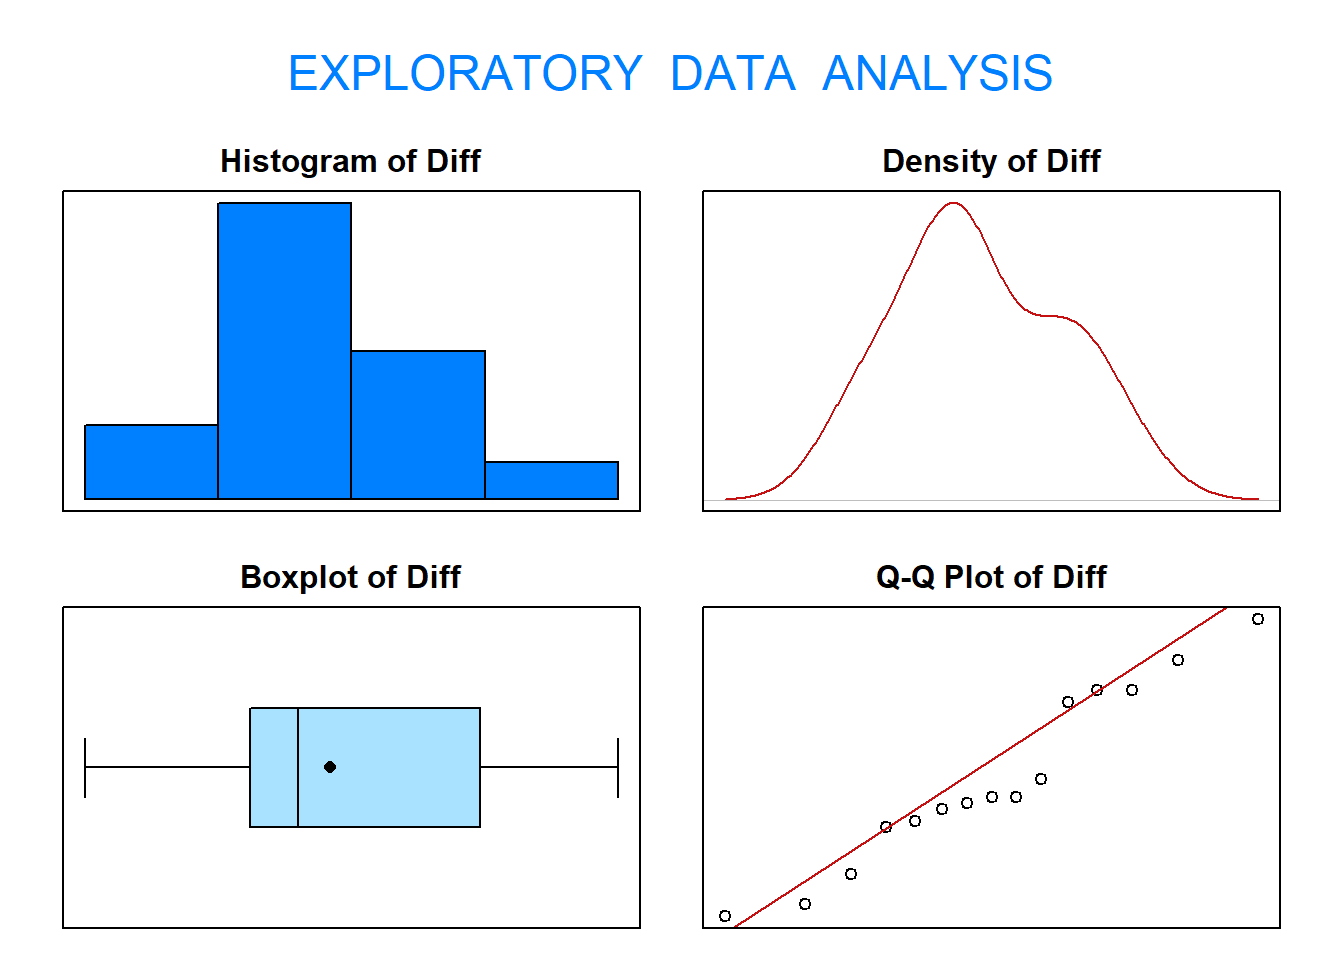 EXPLORATORY DATA ANALYSIS
Histogram of Diff
Density of Diff
Boxplot of Diff
Q-Q Plot of Diff